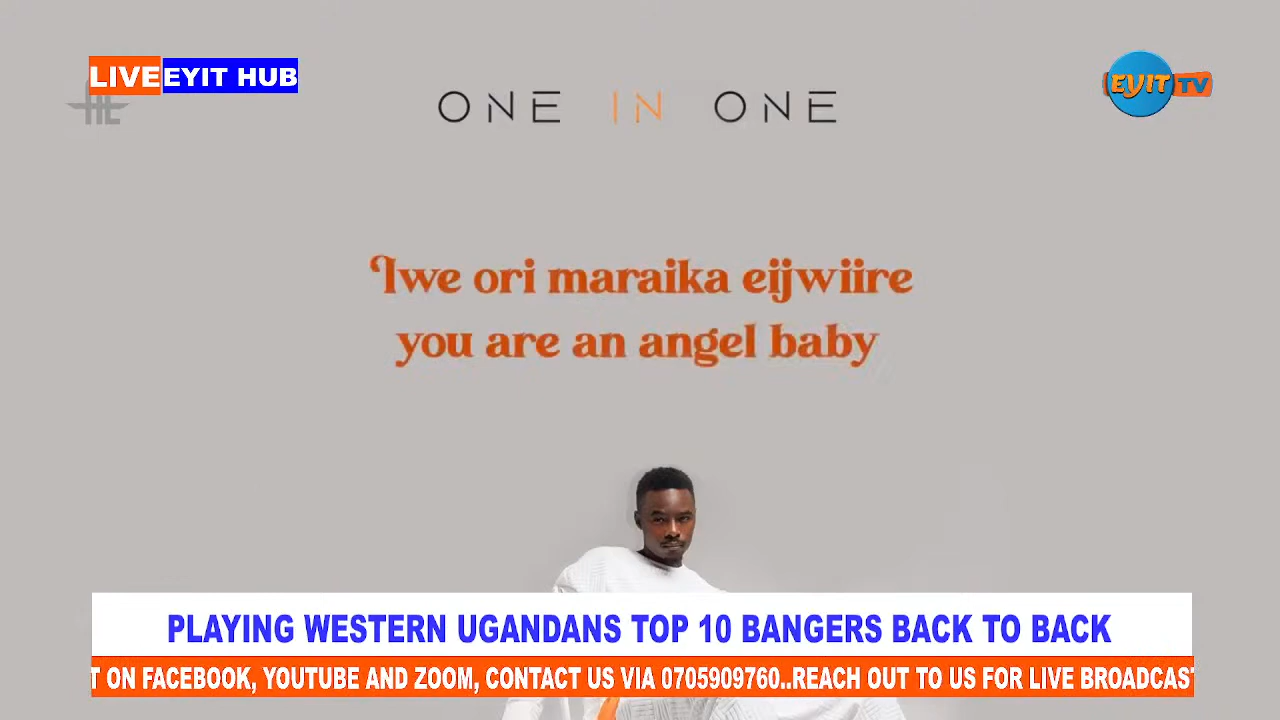 LIVE EYIT HUB
EYIT TV
ONE IN ONE
Iwe ori maraika eijwiire
you are an angel baby
PLAYING WESTERN UGANDANS TOP 10 BANGERS BACK TO BACK
T ON FACEBOOK, YOUTUBE AND ZOOM, CONTACT US VIA 0705909760..REACH OUT TO US FOR LIVE BROADCAST